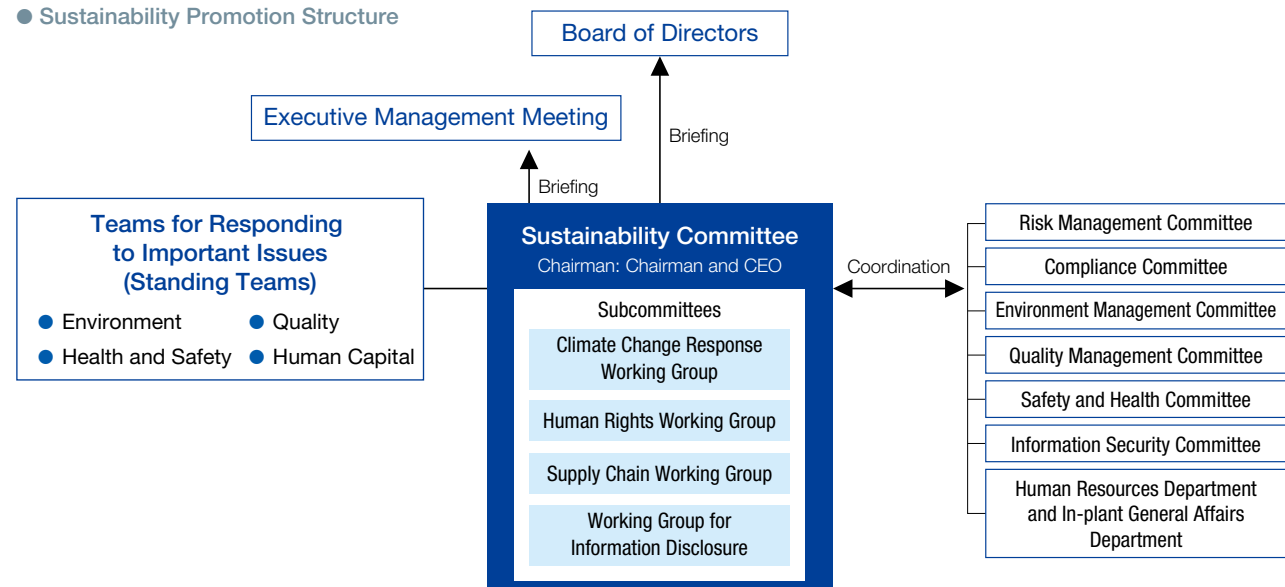 ● Sustainability Promotion Structure
Board of Directors
Executive Management Meeting
Briefing
Briefing
Teams for Responding
to Important Issues
(Standing Teams)
● Environment
● Quality
● Health and Safety
● Human Capital
Sustainability Committee
Chairman: Chairman and CEO
Subcommittees
Climate Change Response
Working Group
Human Rights Working Group
Supply Chain Working Group
Working Group for
Information Disclosure
Coordination
Risk Management Committee
Compliance Committee
Environment Management Committee
Quality Management Committee
Safety and Health Committee
Information Security Committee
Human Resources Department
and In-plant General Affairs
Department